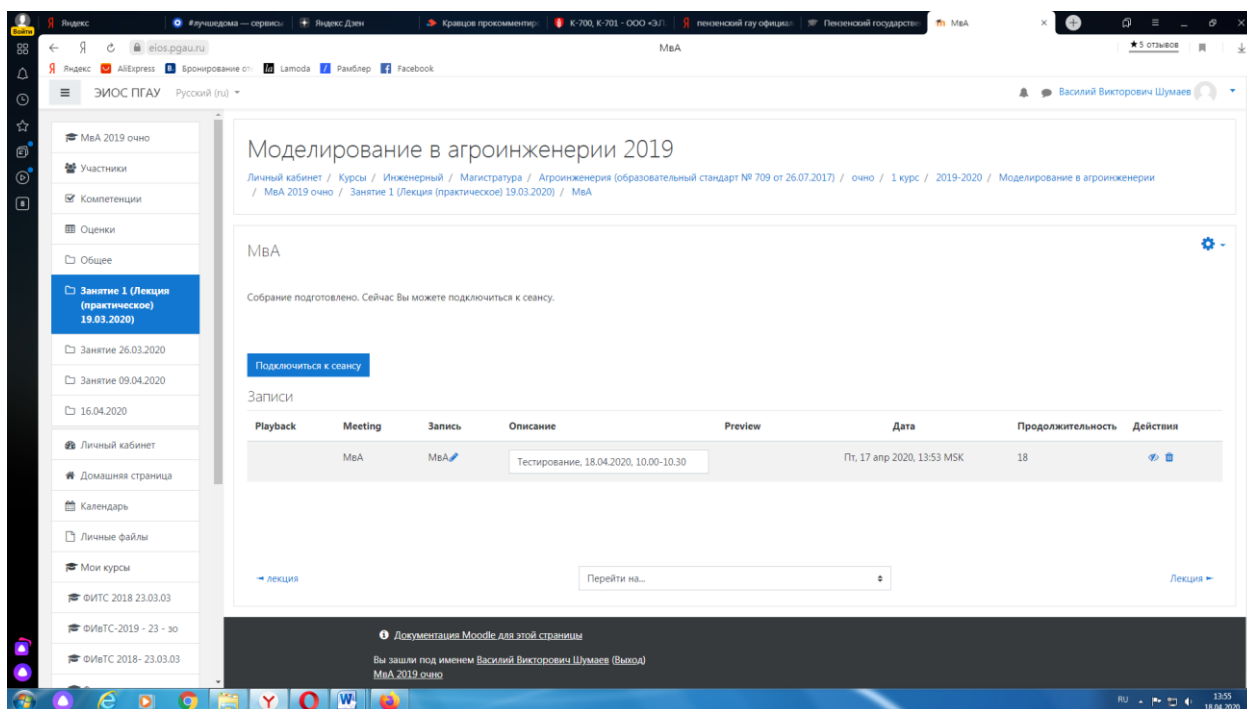 Яндекс
#лучшедома — сервисы
Яндекс Дзен
Кравцов прокомментир
К-700, К-701 - ООО «ЭЛ
пензенский гау официал
Пензенский государстве
МвА
Войти
eios.pgau.ru
МвА
★5 отзывов
Яндекс
AliExpress
Бронирование от
Lamoda
Рамблер
Facebook
ЭИОС ПГАУ
Русский (ru)
Василий Викторович Шумаев
МвА 2019 очно
Участники
Компетенции
Оценки
Общее
Занятие 1 (Лекция
(практическое)
19.03.2020)
Занятие 26.03.2020
Занятие 09.04.2020
16.04.2020
Личный кабинет
Домашняя страница
Календарь
Личные файлы
Мои курсы
ФИТС 2018 23.03.03
ФИвТС-2019 - 23 - зо
ФИвТС 2018- 23.03.03
Моделирование в агроинженерии 2019
Личный кабинет / Курсы / Инженерный / Магистратура / Агроинженерия (образовательный стандарт № 709 от 26.07.2017) / очно / 1 курс / 2019-2020 / Моделирование в агроинженерии
/ МвА 2019 очно / Занятие 1 (Лекция (практическое) 19.03.2020) / МвА
МвА
Собрание подготовлено. Сейчас Вы можете подключиться к сеансу.
Подключиться к сеансу
Записи
Playback Meeting Запись Описание Preview Дата Продолжительность Действия
МвА МвА Тестирование, 18.04.2020, 10.00-10.30 Пт, 17 апр 2020, 13:53 MSK 18
лекция
Перейти на...
Лекция
Документация Moodle для этой страницы
Вы зашли под именем Василий Викторович Шумаев (Выход)
МвА 2019 очно
RU
13:55
18.04.2020